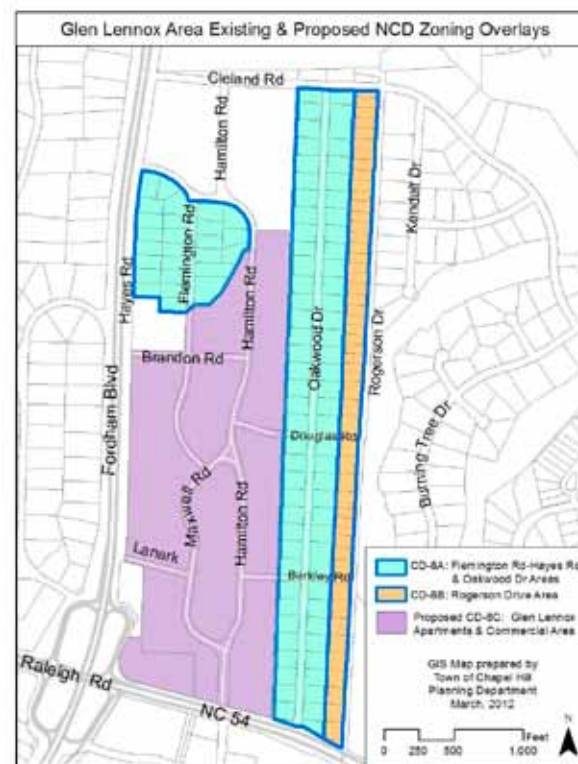 Glen Lennox Area Existing & Proposed NCD Zoning Overlays
Cleland Rd
Hamilton Rd
Kendall Dr
Flemington Rd
Hayes Rd
Hamilton Rd
Oakwood Dr
Rogerson Dr
Brandon Rd
Fordham Blvd
Douglas Rd
Burning Tree Dr
Maxwell Rd
Hamilton Rd
Lanark
Berkley Rd
Raleigh Rd
NC 54
CD-8A: Flemington Rd-Hayes Rd
& Oakwood Dr Areas
CD-8B: Rogerson Drive Area
Proposed CD-8C: Glen Lennox
Apartments & Commercial Area
GIS Map prepared by
Town of Chapel Hill
Planning Department
March, 2012
N
Feet
0 250 500 1,000